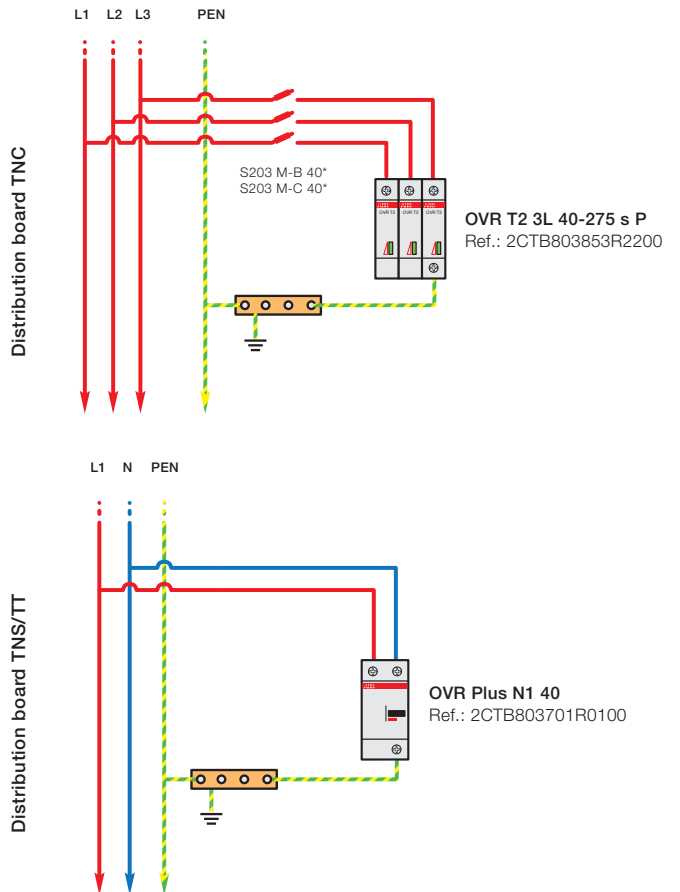 L1 L2 L3 PEN
Distribution board TNC
S203 M-B 40*
S203 M-C 40*
OVR T2 OVR T2 OVR T2
OVR T2 3L 40-275 s P
Ref.: 2CTB803853R2200
L1 N PEN
Distribution board TNS/TT
OVR Plus N1 40
Ref.: 2CTB803701R0100